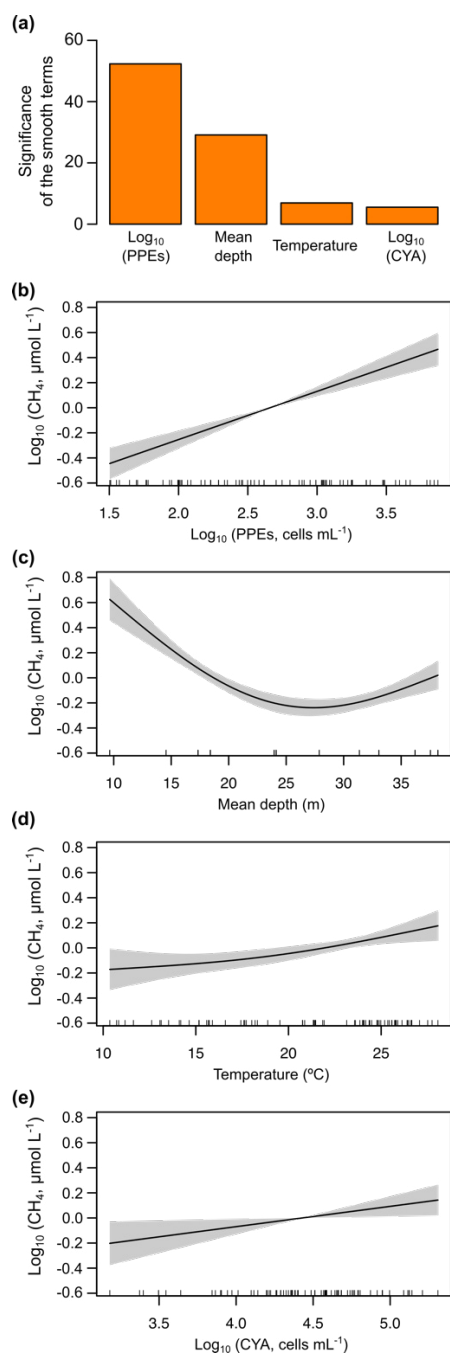 (a)
Significance
of the smooth terms
60
40
20
0
Log₁₀
(PPEs)
Mean
depth
Temperature
Log₁₀
(CYA)
(b)
Log₁₀ (CH₄, µmol L⁻¹)
0.8
0.6
0.4
0.2
0.0
-0.2
-0.4
-0.6
1.5 2.0 2.5 3.0 3.5
Log₁₀ (PPEs, cells mL⁻¹)
(c)
Log₁₀ (CH₄, µmol L⁻¹)
0.8
0.6
0.4
0.2
0.0
-0.2
-0.4
-0.6
10 15 20 25 30 35
Mean depth (m)
(d)
Log₁₀ (CH₄, µmol L⁻¹)
0.8
0.6
0.4
0.2
0.0
-0.2
-0.4
-0.6
10 15 20 25
Temperature (ºC)
(e)
Log₁₀ (CH₄, µmol L⁻¹)
0.8
0.6
0.4
0.2
0.0
-0.2
-0.4
-0.6
3.5 4.0 4.5 5.0
Log₁₀ (CYA, cells mL⁻¹)